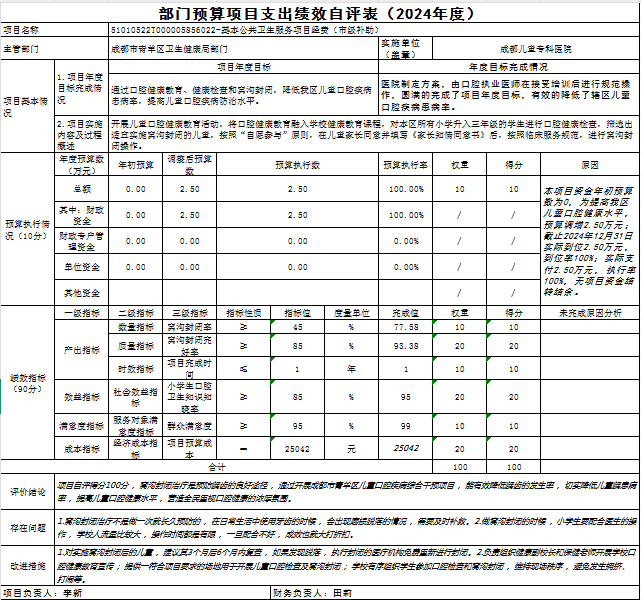 部门预算项目支出绩效自评表（2024年度）
项目名称 51010522T000005856022-基本公共卫生服务项目经费（市级补助）
主管部门 成都市青羊区卫生健康局部门 实施单位（盖章） 成都儿童专科医院
项目基本情况
项目年度目标 年度目标完成情况
1.项目年度目标完成情况
通过口腔健康教育、健康检查和窝沟封闭，降低我区儿童口腔疾病患病率，提高儿童口腔疾病防治水平。
医院制定方案，由口腔执业医师在接受培训后进行规范操作，圆满的完成了项目年度目标，有效的降低了辖区儿童口腔疾病患病率。
2.项目实施内容及过程概述
开展儿童口腔健康教育活动，将口腔健康教育融入学校健康教育课程，对本区所有小学升入三年级的学生进行口腔健康检查，筛选出适宜实施窝沟封闭的儿童，按照“自愿参与”原则，在儿童家长同意并填写《家长知情同意书》后，按照临床服务规范，进行窝沟封闭操作。
预算执行情况（10分）
年度预算数（万元） 年初预算 调整后预算数 预算执行数 预算执行率 权重 得分 原因
总额 0.00 2.50 2.50 100.00% 10 10
其中：财政资金 0.00 2.50 2.50 100.00% / /
财政专户管理资金 0.00 0.00 0.00 0.00% / /
单位资金 0.00 0.00 0.00 0.00% / /
其他资金 / /
本项目资金年初预算数为0，为提高我区儿童口腔健康水平，预算调增2.50万元；截止2024年12月31日实际到位2.50万元，到位率100%；实际支付2.50万元，执行率100%，无项目资金结转结余。
绩效指标（90分）
一级指标 二级指标 三级指标 指标性质 指标值 度量单位 完成值 权重 得分 未完成原因分析
产出指标 数量指标 窝沟封闭率 ≥ 45 % 77.58 10 10
质量指标 窝沟封闭完好率 ≥ 85 % 93.38 20 20
时效指标 项目完成时间 ≤ 1 年 1 10 10
效益指标 社会效益指标 小学生口腔卫生知识知晓率 ≥ 85 % 95 20 20
满意度指标 服务对象满意度指标 群众满意度 ≥ 95 % 99 10 10
成本指标 经济成本指标 项目预算成本 = 25042 元 25042 20 20
合计 100 100
评价结论 项目自评得分100分，窝沟封闭治疗是预防龋齿的良好途径，通过开展成都市青羊区儿童口腔疾病综合干预项目，能有效降低龋齿的发生率，切实降低儿童龋患病率，提高儿童口腔健康水平，营造全民重视口腔健康的浓厚氛围。
存在问题 1.窝沟封闭治疗不是做一次就长久预防的，在日常生活中使用牙齿的时候，会出现磨损脱落的情况，需要及时补救。2.做窝沟封闭的时候，小学生要配合医生的操作，学校人流量比较大，操作时间都是有限，一旦配合不好，成效也就大打折扣。
改进措施 1.对实施窝沟封闭后的儿童，建议其3个月后6个月内复查，如果发现脱落，执行封闭的医疗机构免费重新进行封闭。2.负责组织健康副校长和保健老师开展学校口腔健康教育宣传；提供一符合项目要求的场地用于开展儿童口腔检查及窝沟封闭；学校有序组织学生参加口腔检查和窝沟封闭，维持现场秩序，避免发生拥挤、打闹等。
项目负责人：李新 财务负责人：田莉